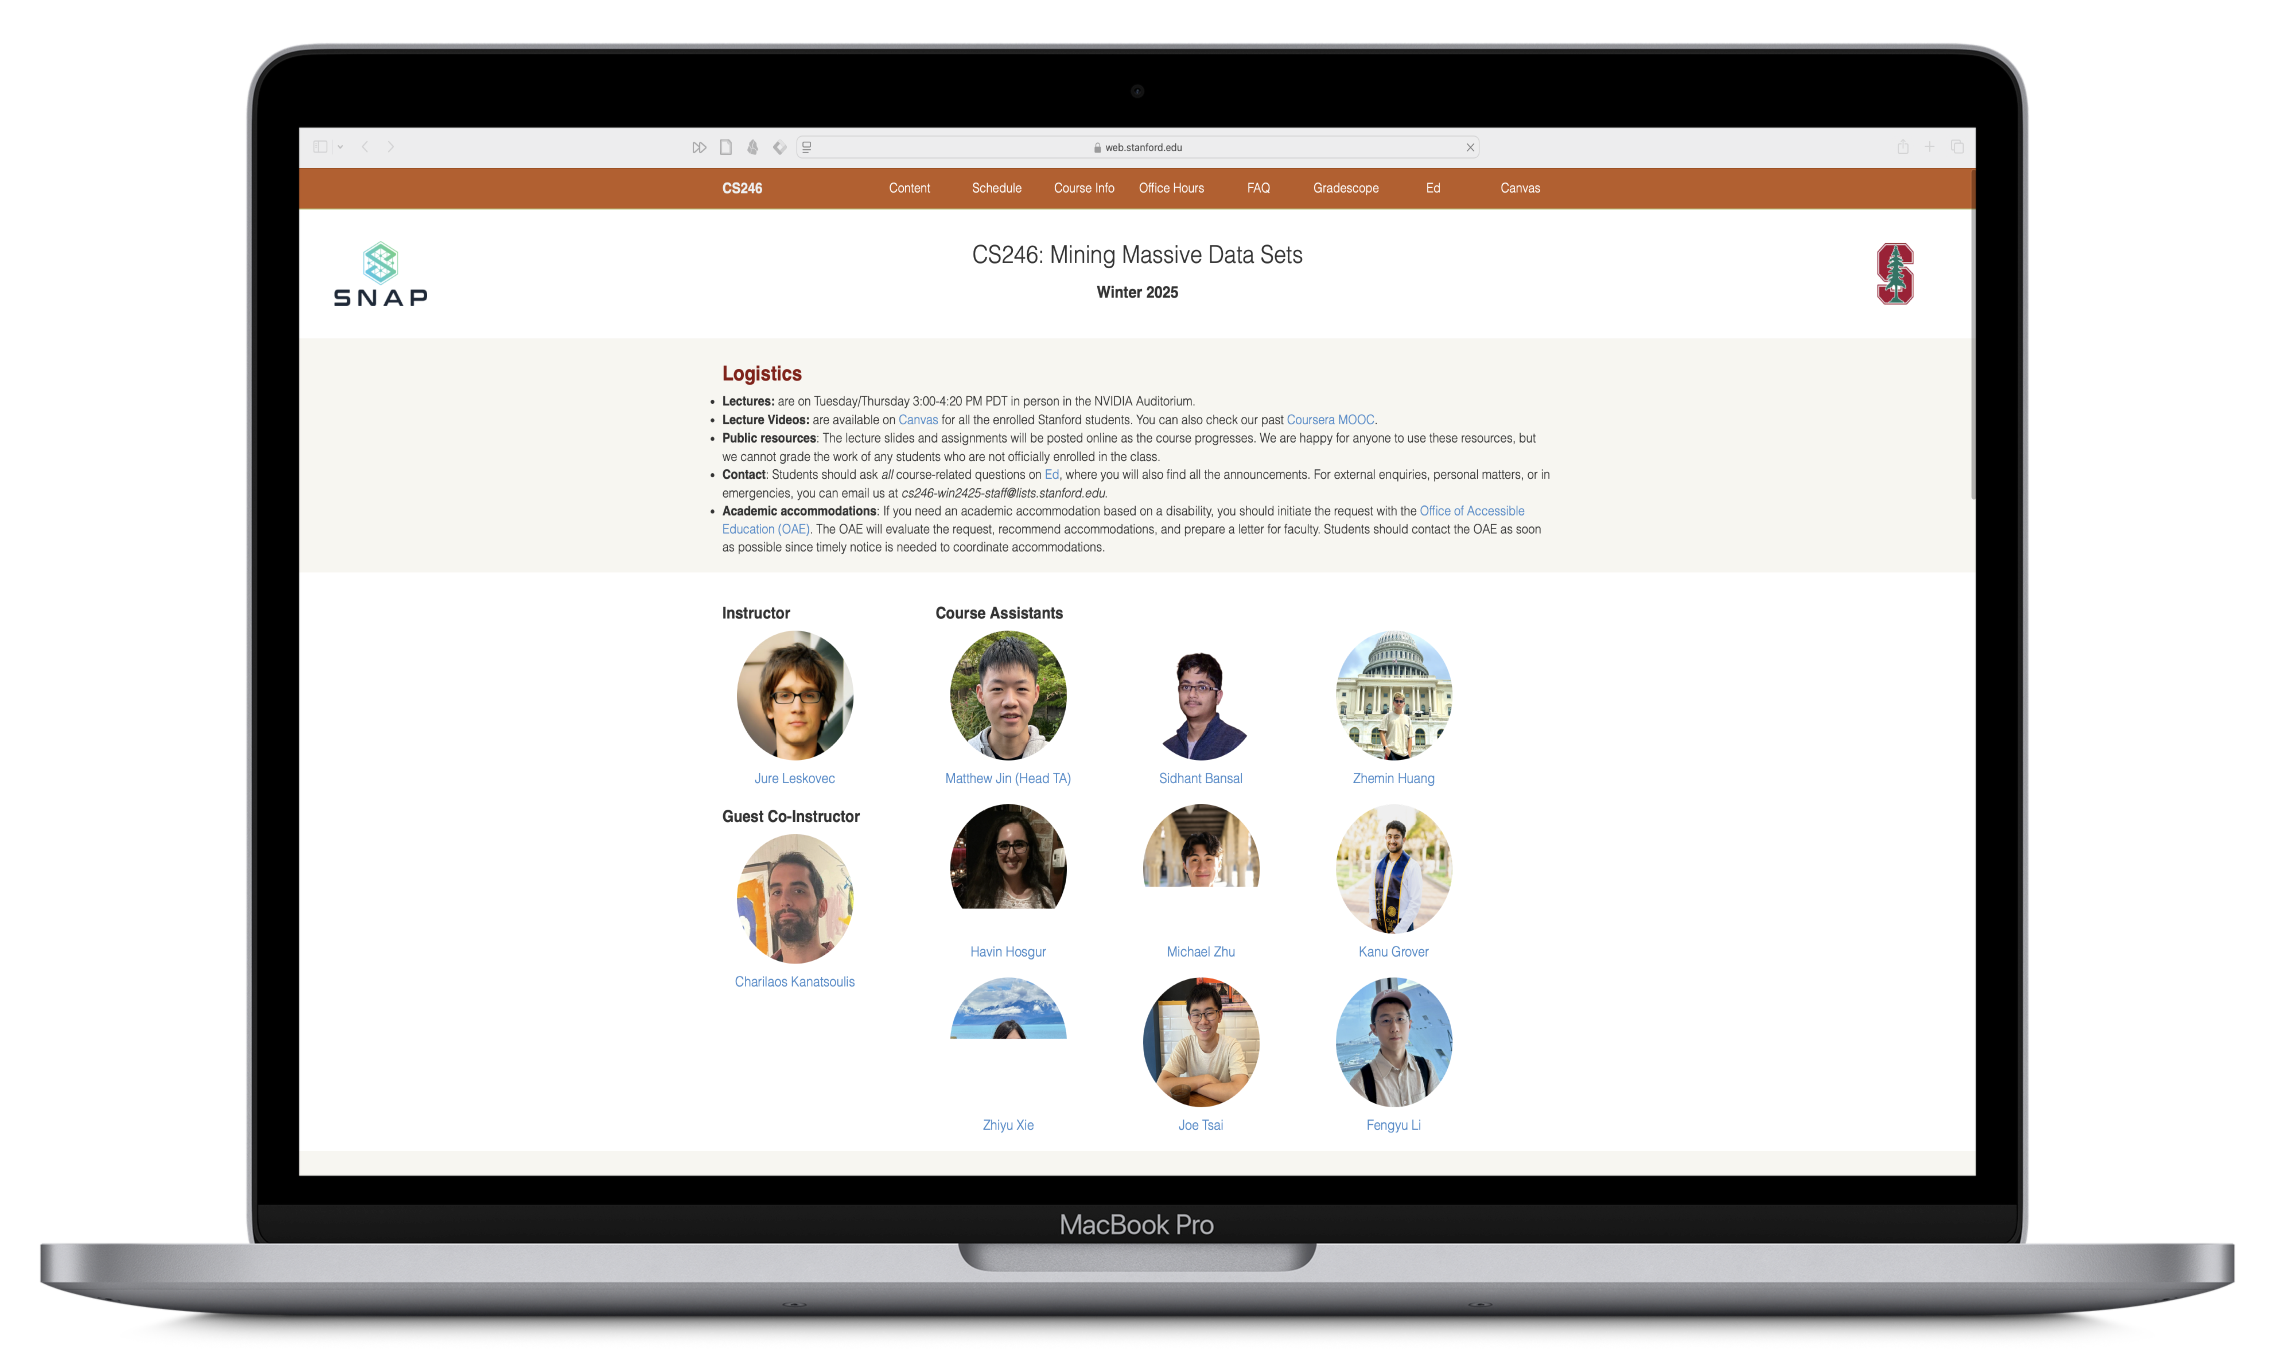 web.stanford.edu
CS246 Content Schedule Course Info Office Hours FAQ Gradescope Ed Canvas
SNAP
CS246: Mining Massive Data Sets
Winter 2025
Logistics
• Lectures: are on Tuesday/Thursday 3:00-4:20 PM PDT in person in the NVIDIA Auditorium.
• Lecture Videos: are available on Canvas for all the enrolled Stanford students. You can also check our past Coursera MOOC.
• Public resources: The lecture slides and assignments will be posted online as the course progresses. We are happy for anyone to use these resources, but
we cannot grade the work of any students who are not officially enrolled in the class.
• Contact: Students should ask all course-related questions on Ed, where you will also find all the announcements. For external enquiries, personal matters, or in
emergencies, you can email us at cs246-win2425-staff@lists.stanford.edu.
• Academic accommodations: If you need an academic accommodation based on a disability, you should initiate the request with the Office of Accessible
Education (OAE). The OAE will evaluate the request, recommend accommodations, and prepare a letter for faculty. Students should contact the OAE as soon
as possible since timely notice is needed to coordinate accommodations.
Instructor
Jure Leskovec
Guest Co-Instructor
Charilaos Kanatsoulis
Course Assistants
Matthew Jin (Head TA)
Sidhant Bansal
Zhemin Huang
Havin Hosgur
Michael Zhu
Kanu Grover
Zhiyu Xie
Joe Tsai
Fengyu Li
MacBook Pro